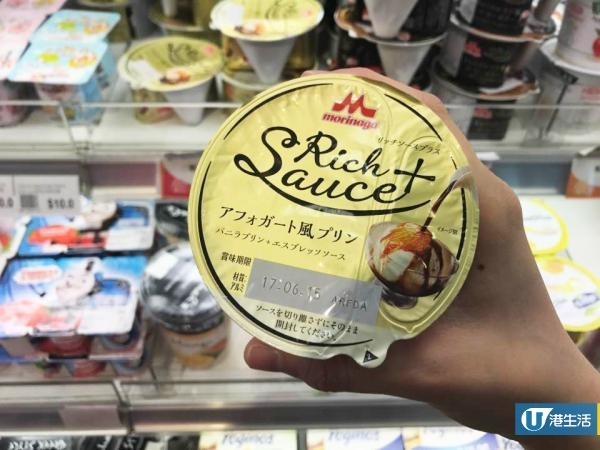 morinaga
リッチソースプラス
Rich
Sauce+
アフォガート風プリン
バニラプリン+エスプレッソソース
イメージ図
賞味期限
材質:
アルミ
17.06.15 AREDA
ソースを切り離さずにそのまま
開封してください。
$10.0
U 港生活